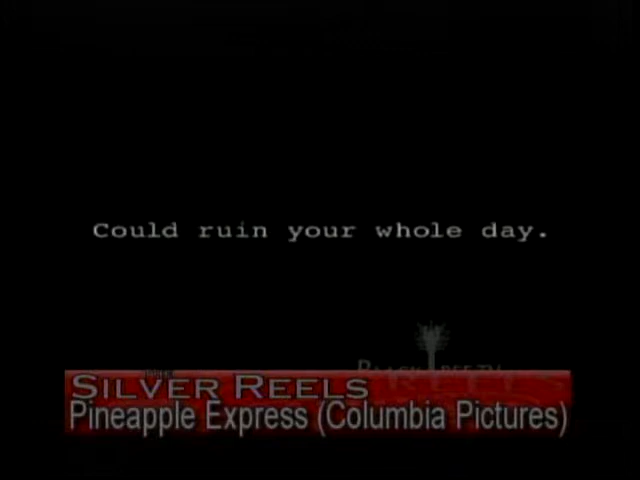 Could ruin your whole day.
SILVER REELS
Pineapple Express (Columbia Pictures)